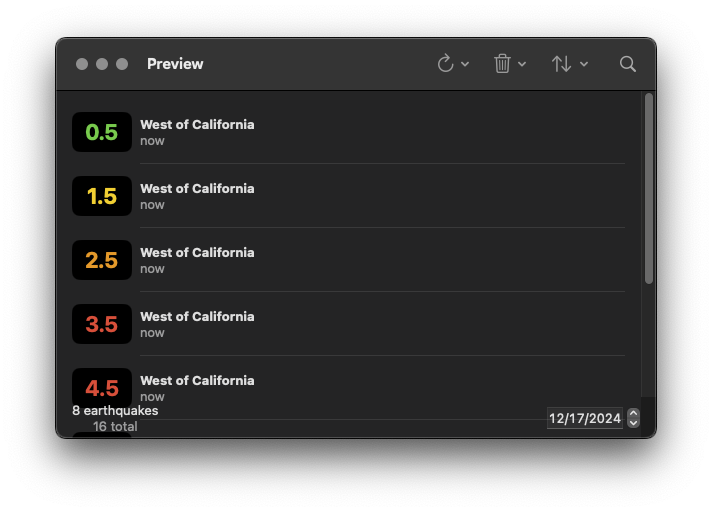 Preview
0.5
West of California
now
1.5
West of California
now
2.5
West of California
now
3.5
West of California
now
4.5
West of California
now
8 earthquakes
16 total
12/17/2024